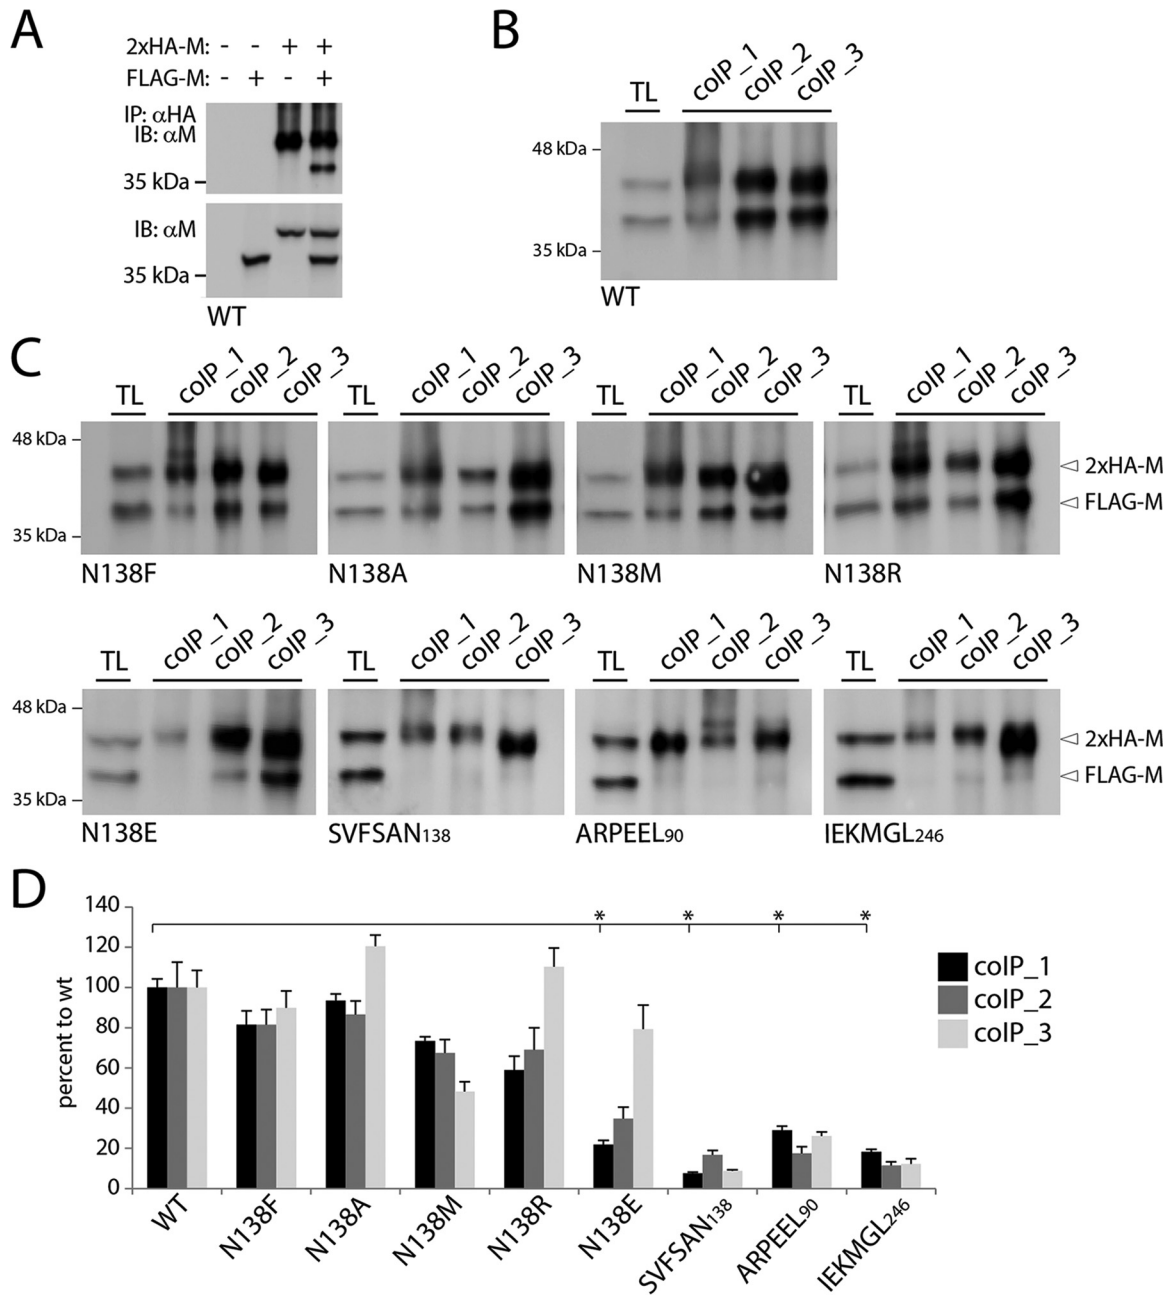 A
2xHA-M: - - + +
FLAG-M: - + - +
IP: αHA
IB: αM
35 kDa
IB: αM
35 kDa
WT
B
TL coIP_1 coIP_2 coIP_3
48 kDa
35 kDa
WT
C
TL coIP_1 coIP_2 coIP_3 TL coIP_1 coIP_2 coIP_3 TL coIP_1 coIP_2 coIP_3 TL coIP_1 coIP_2 coIP_3
48 kDa
2xHA-M
FLAG-M
35 kDa
N138F N138A N138M N138R
TL coIP_1 coIP_2 coIP_3 TL coIP_1 coIP_2 coIP_3 TL coIP_1 coIP_2 coIP_3 TL coIP_1 coIP_2 coIP_3
48 kDa
2xHA-M
FLAG-M
35 kDa
N138E SVFSAN138 ARPEEL90 IEKMGL246
D
percent to wt
140
120
100
80
60
40
20
0
* * * *
coIP_1
coIP_2
coIP_3
WT N138F N138A N138M N138R N138E SVFSAN138 ARPEEL90 IEKMGL246